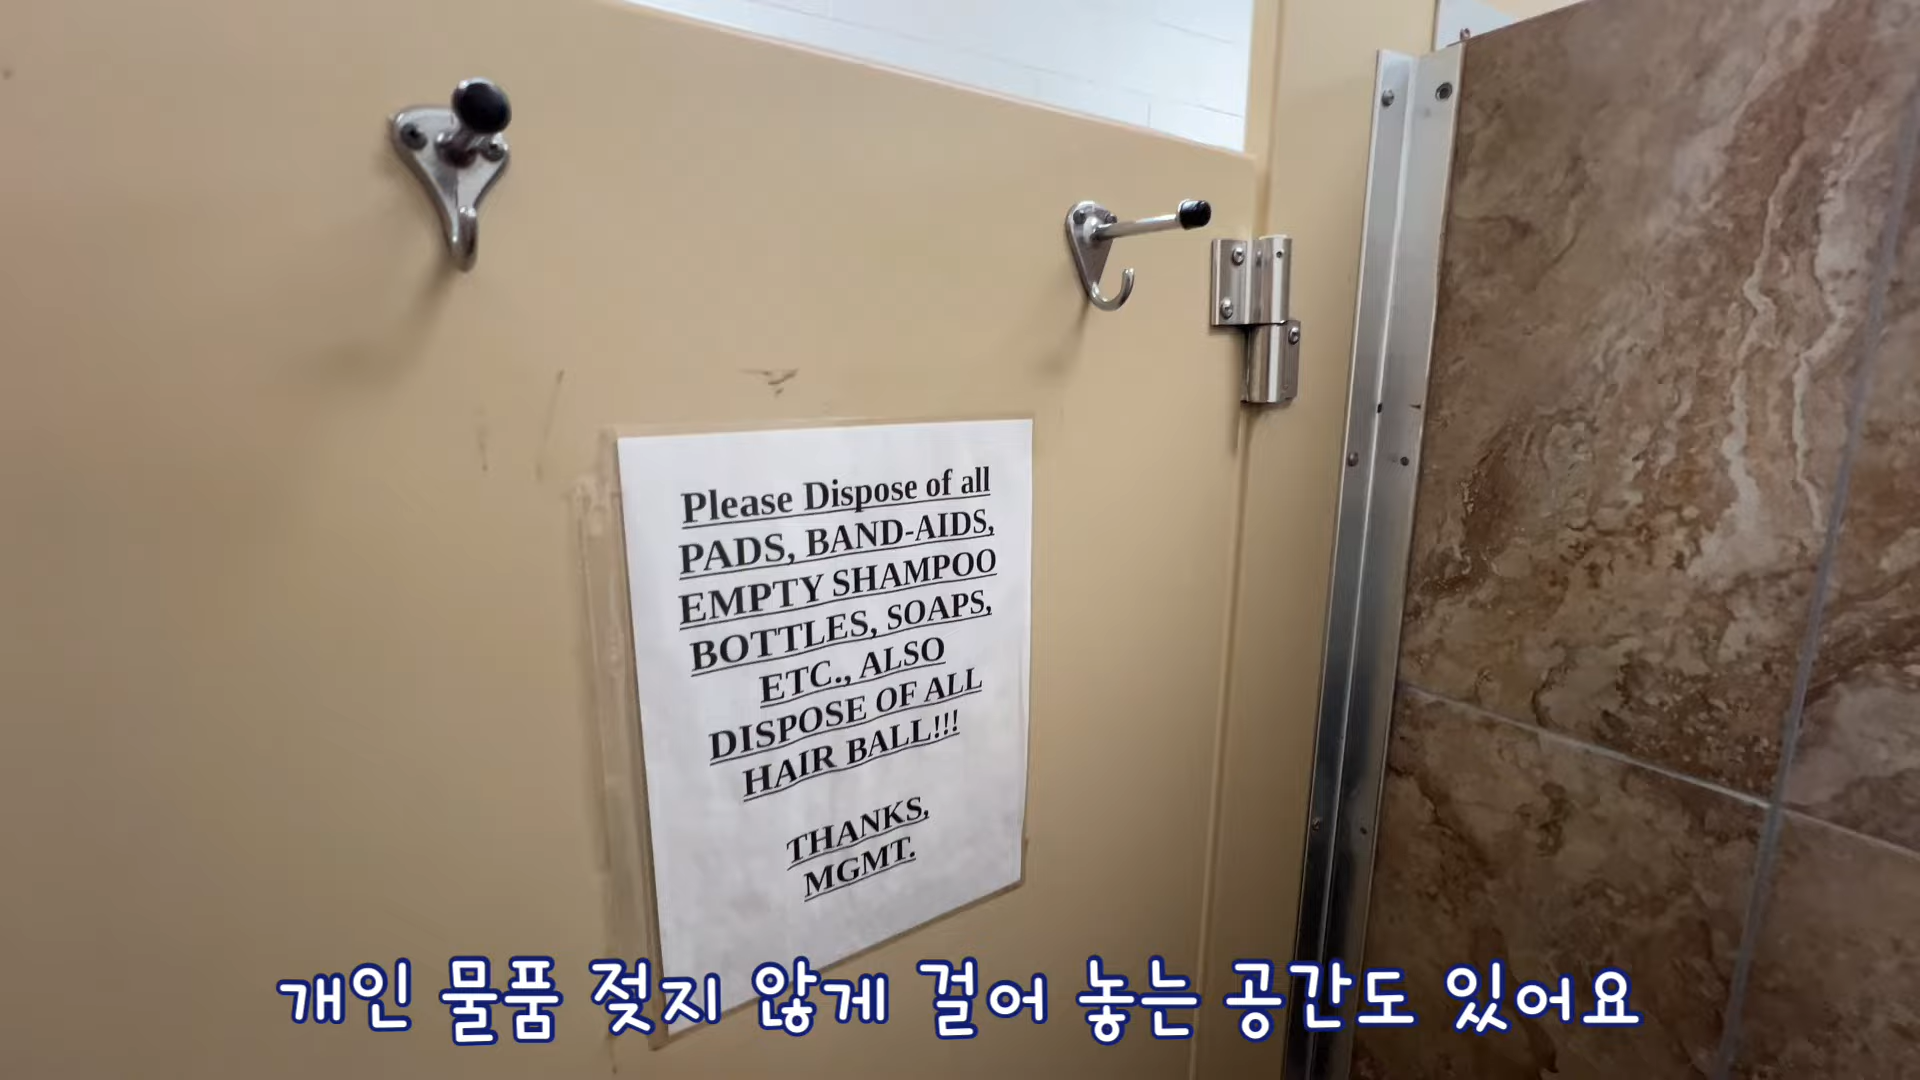 Please Dispose of all
PADS, BAND-AIDS,
EMPTY SHAMPOO
BOTTLES, SOAPS,
ETC., ALSO
DISPOSE OF ALL
HAIR BALL!!!
THANKS,
MGMT.
개인 물품 젖지 않게 걸어 놓는 공간도 있어요